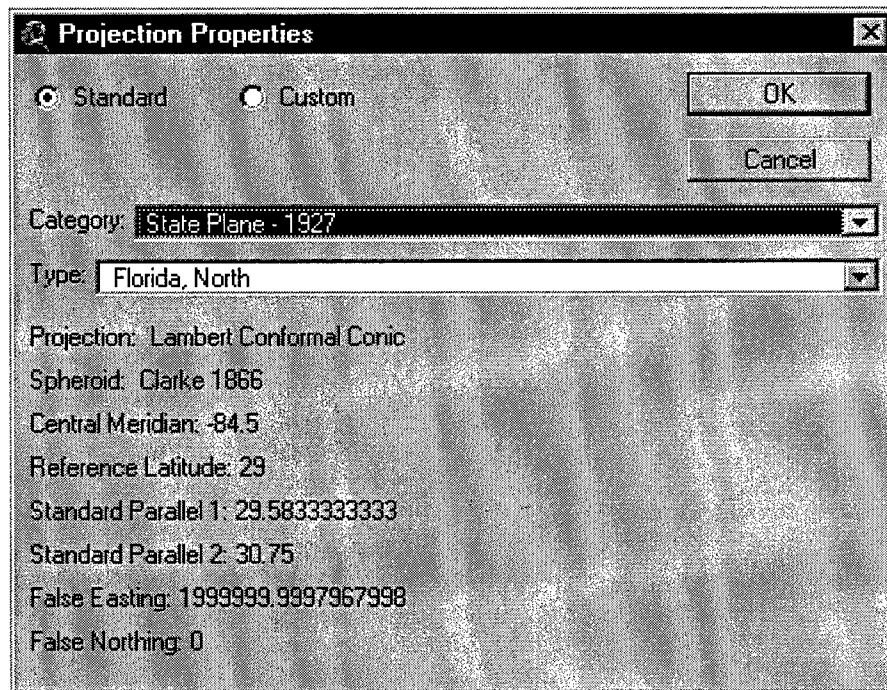 Projection Properties
Standard Custom OK
Cancel
Category: State Plane - 1927
Type: Florida, North
Projection: Lambert Conformal Conic
Spheroid: Clarke 1866
Central Meridian: -84.5
Reference Latitude: 29
Standard Parallel 1: 29.5833333333
Standard Parallel 2: 30.75
False Easting: 1999999.9997967998
False Northing: 0